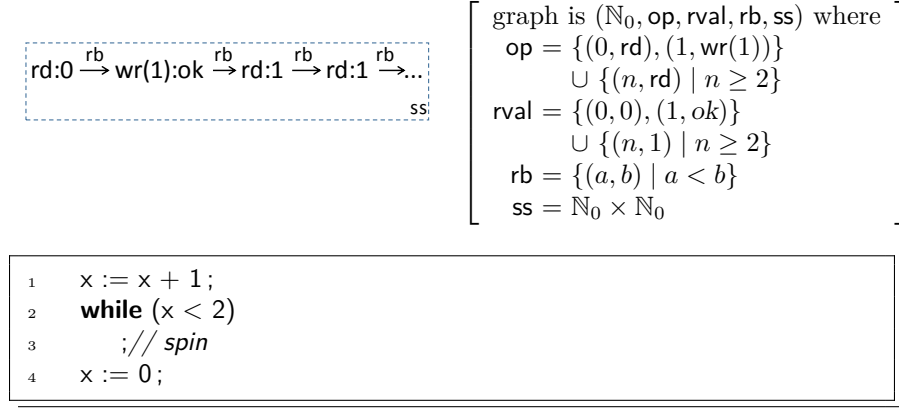 rb rb rb rb
rd:0 → wr(1):ok → rd:1 → rd:1 → ...
ss
graph is (ℕ₀, op, rval, rb, ss) where
op = {(0, rd), (1, wr(1))}
∪ {(n, rd) | n ≥ 2}
rval = {(0, 0), (1, ok)}
∪ {(n, 1) | n ≥ 2}
rb = {(a, b) | a < b}
ss = ℕ₀ × ℕ₀
1 x := x + 1;
2 while (x < 2)
3 ;// spin
4 x := 0;